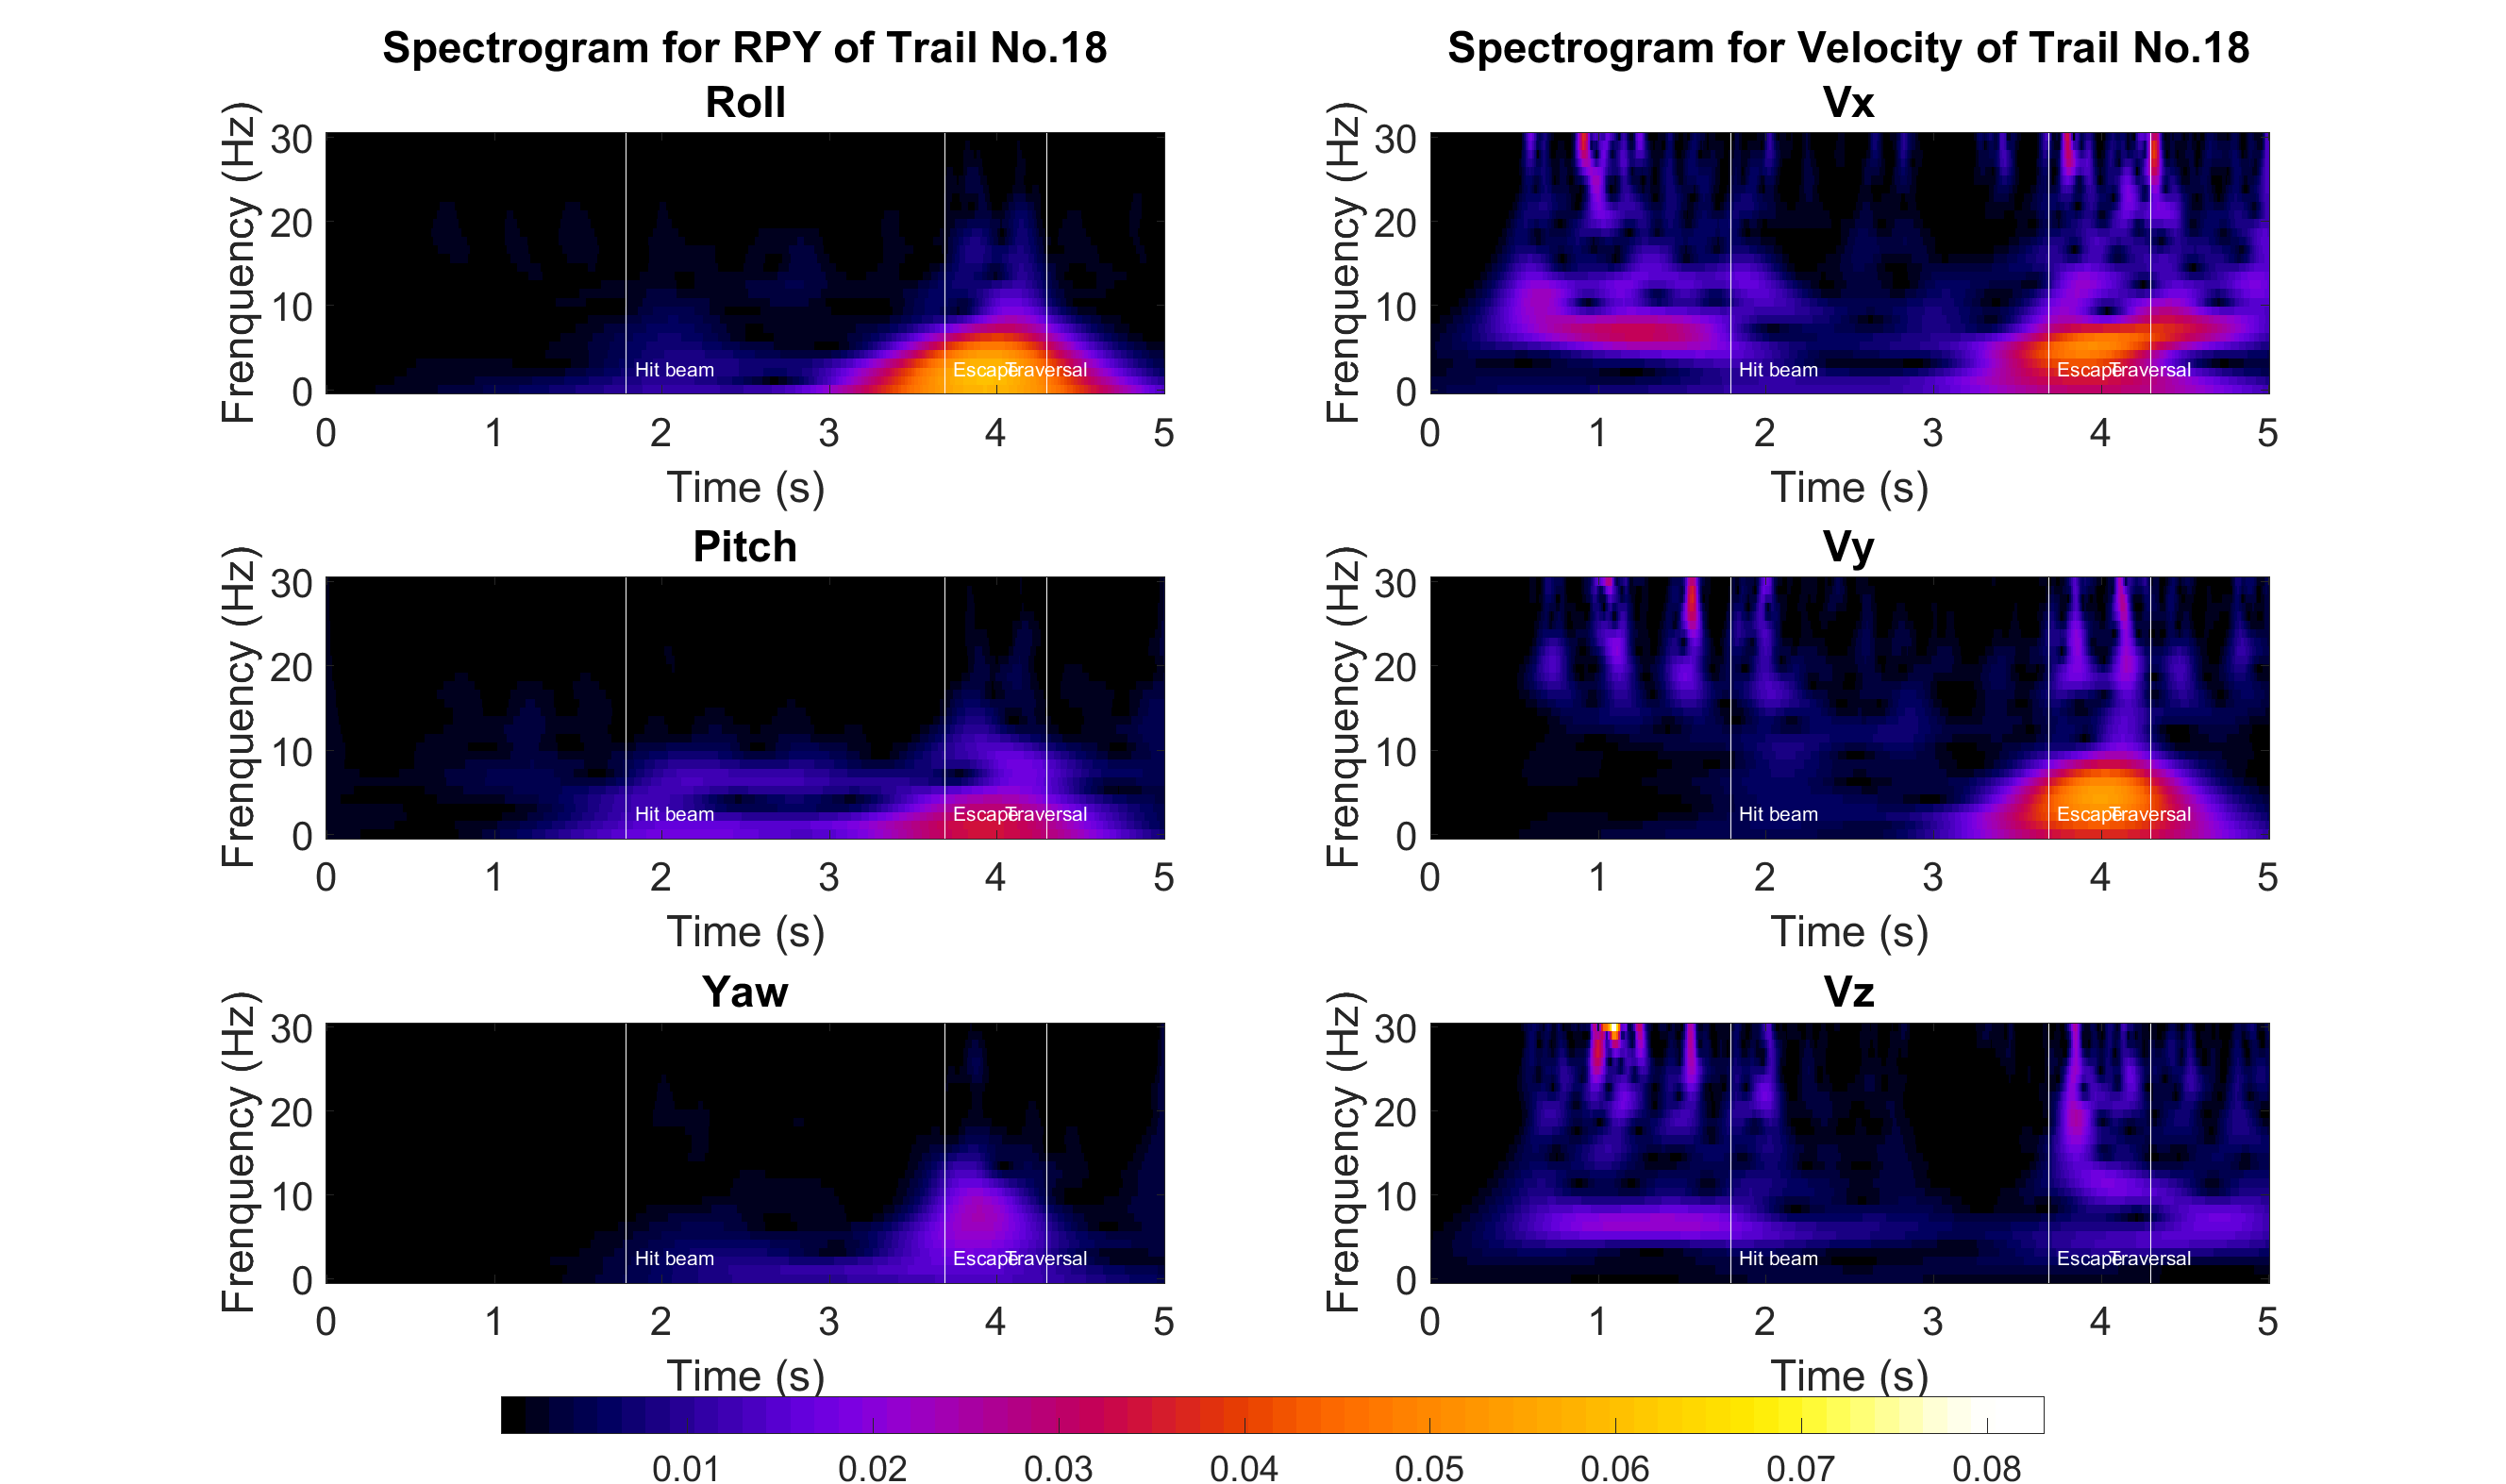 Spectrogram for RPY of Trail No.18
Roll
Frenquency (Hz)
30
20
10
0
Hit beam
Escape
Traversal
0 1 2 3 4 5
Time (s)
Pitch
Frenquency (Hz)
30
20
10
0
Hit beam
Escape
Traversal
0 1 2 3 4 5
Time (s)
Yaw
Frenquency (Hz)
30
20
10
0
Hit beam
Escape
Traversal
0 1 2 3 4 5
Time (s)
Spectrogram for Velocity of Trail No.18
Vx
Frenquency (Hz)
30
20
10
0
Hit beam
Escape
Traversal
0 1 2 3 4 5
Time (s)
Vy
Frenquency (Hz)
30
20
10
0
Hit beam
Escape
Traversal
0 1 2 3 4 5
Time (s)
Vz
Frenquency (Hz)
30
20
10
0
Hit beam
Escape
Traversal
0 1 2 3 4 5
Time (s)
0.01 0.02 0.03 0.04 0.05 0.06 0.07 0.08